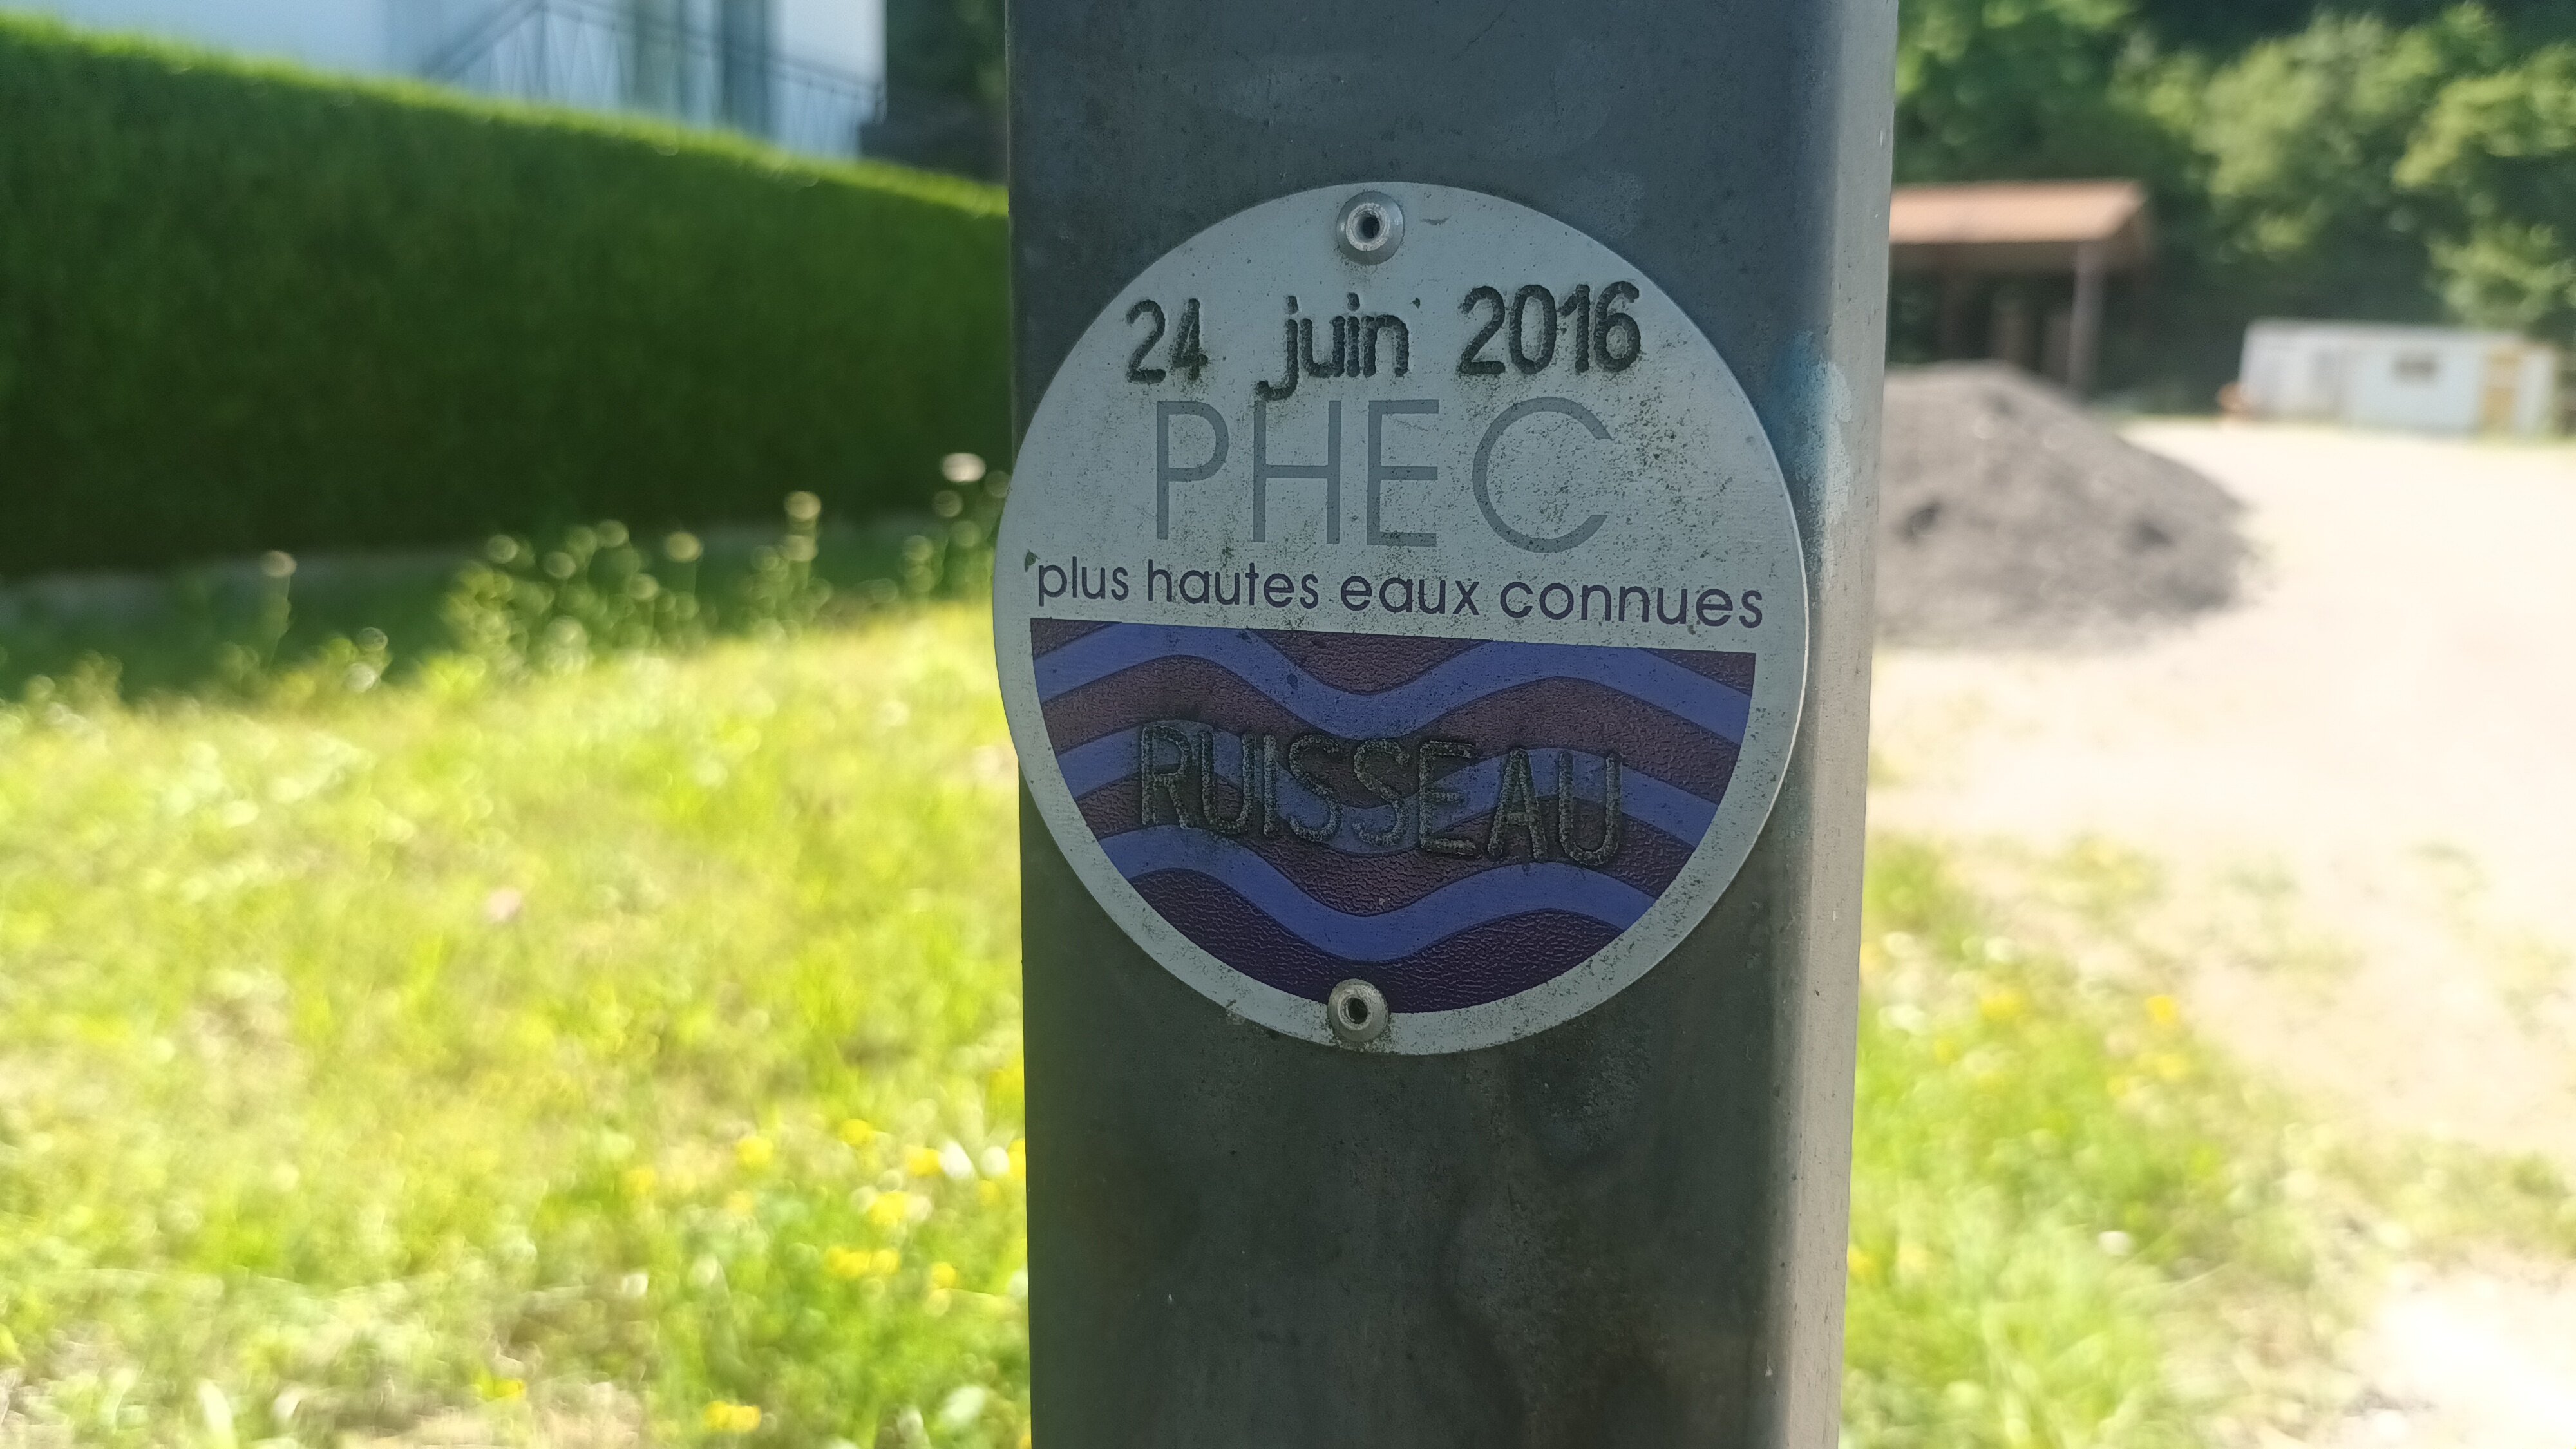 24 juin 2016
PHEC
plus hautes eaux connues
RUISSEAU